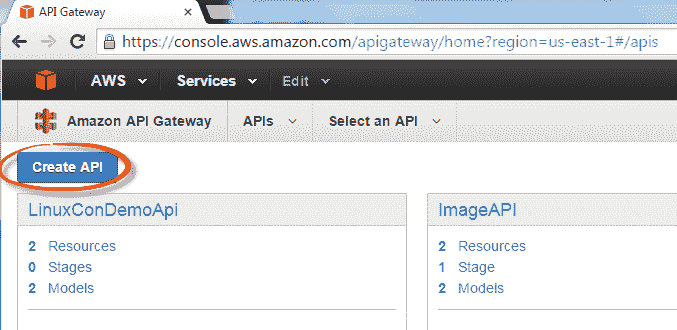 API Gateway
https://console.aws.amazon.com/apigateway/home?region=us-east-1#/apis
AWS Services Edit
Amazon API Gateway APIs Select an API
Create API
LinuxConDemoApi
2 Resources
0 Stages
2 Models
ImageAPI
2 Resources
1 Stage
2 Models